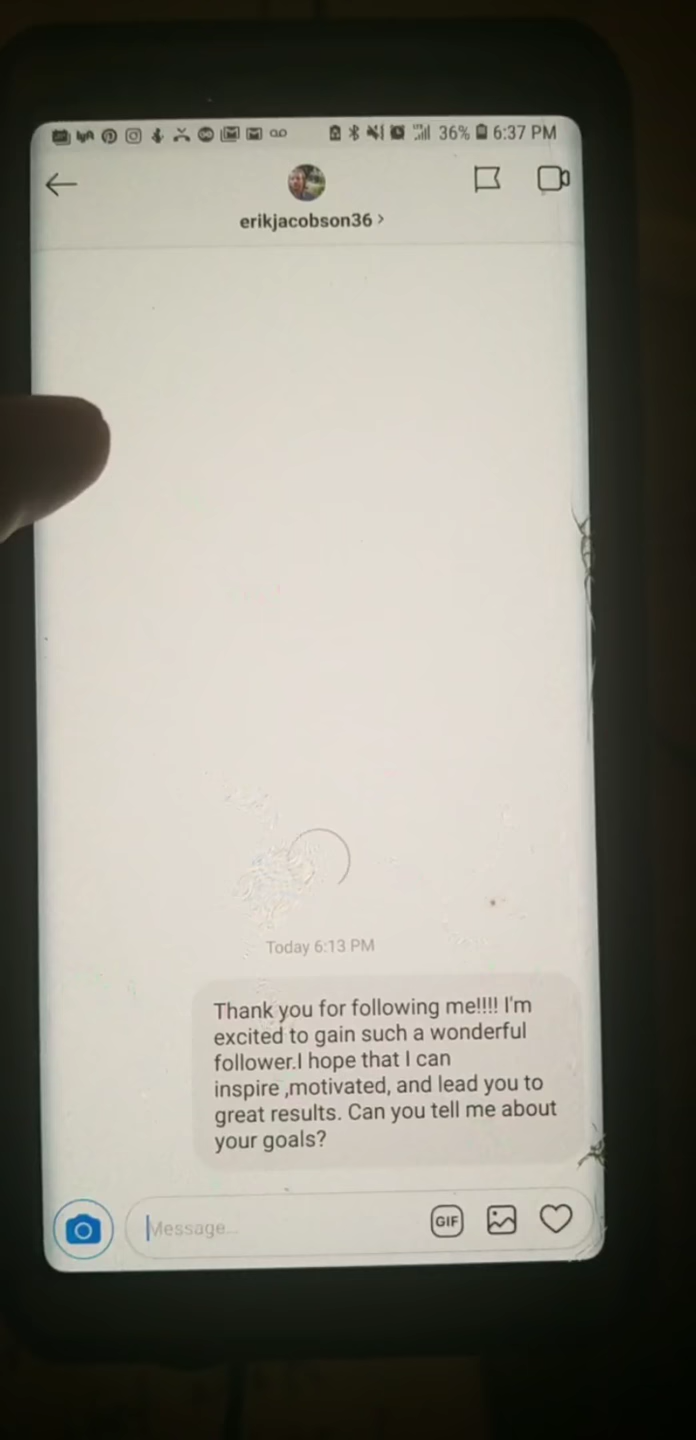 36% 6:37 PM
erikjacobson36 >
Today 6:13 PM
Thank you for following me!!!! I'm
excited to gain such a wonderful
follower.I hope that I can
inspire ,motivated, and lead you to
great results. Can you tell me about
your goals?
Message...
GIF